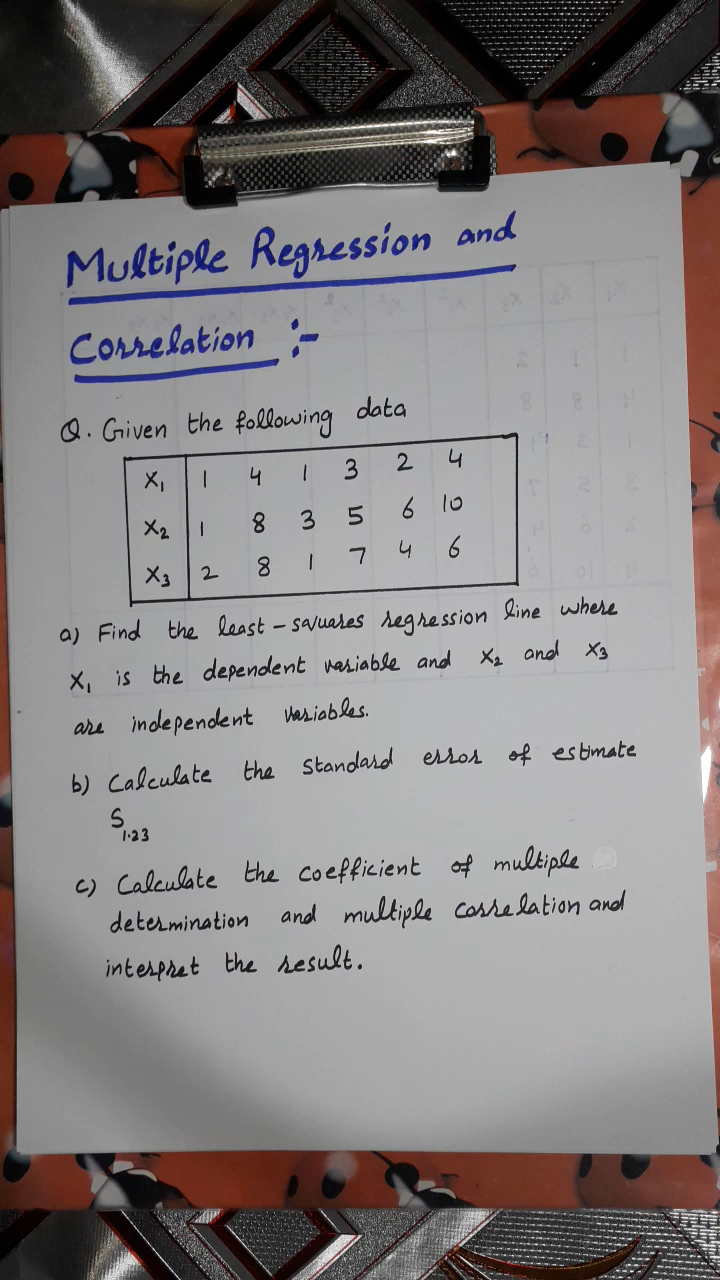 Multiple Regression and
Correlation :-
Q. Given the following data
X₁ 1 4 1 3 2 4
X₂ 1 8 3 5 6 10
X₃ 2 8 1 7 4 6
a) Find the least-squares regression line where
X₁ is the dependent variable and X₂ and X₃
are independent variables.
b) Calculate the standard error of estimate
S₁.₂₃
c) Calculate the coefficient of multiple
determination and multiple correlation and
interpret the result.